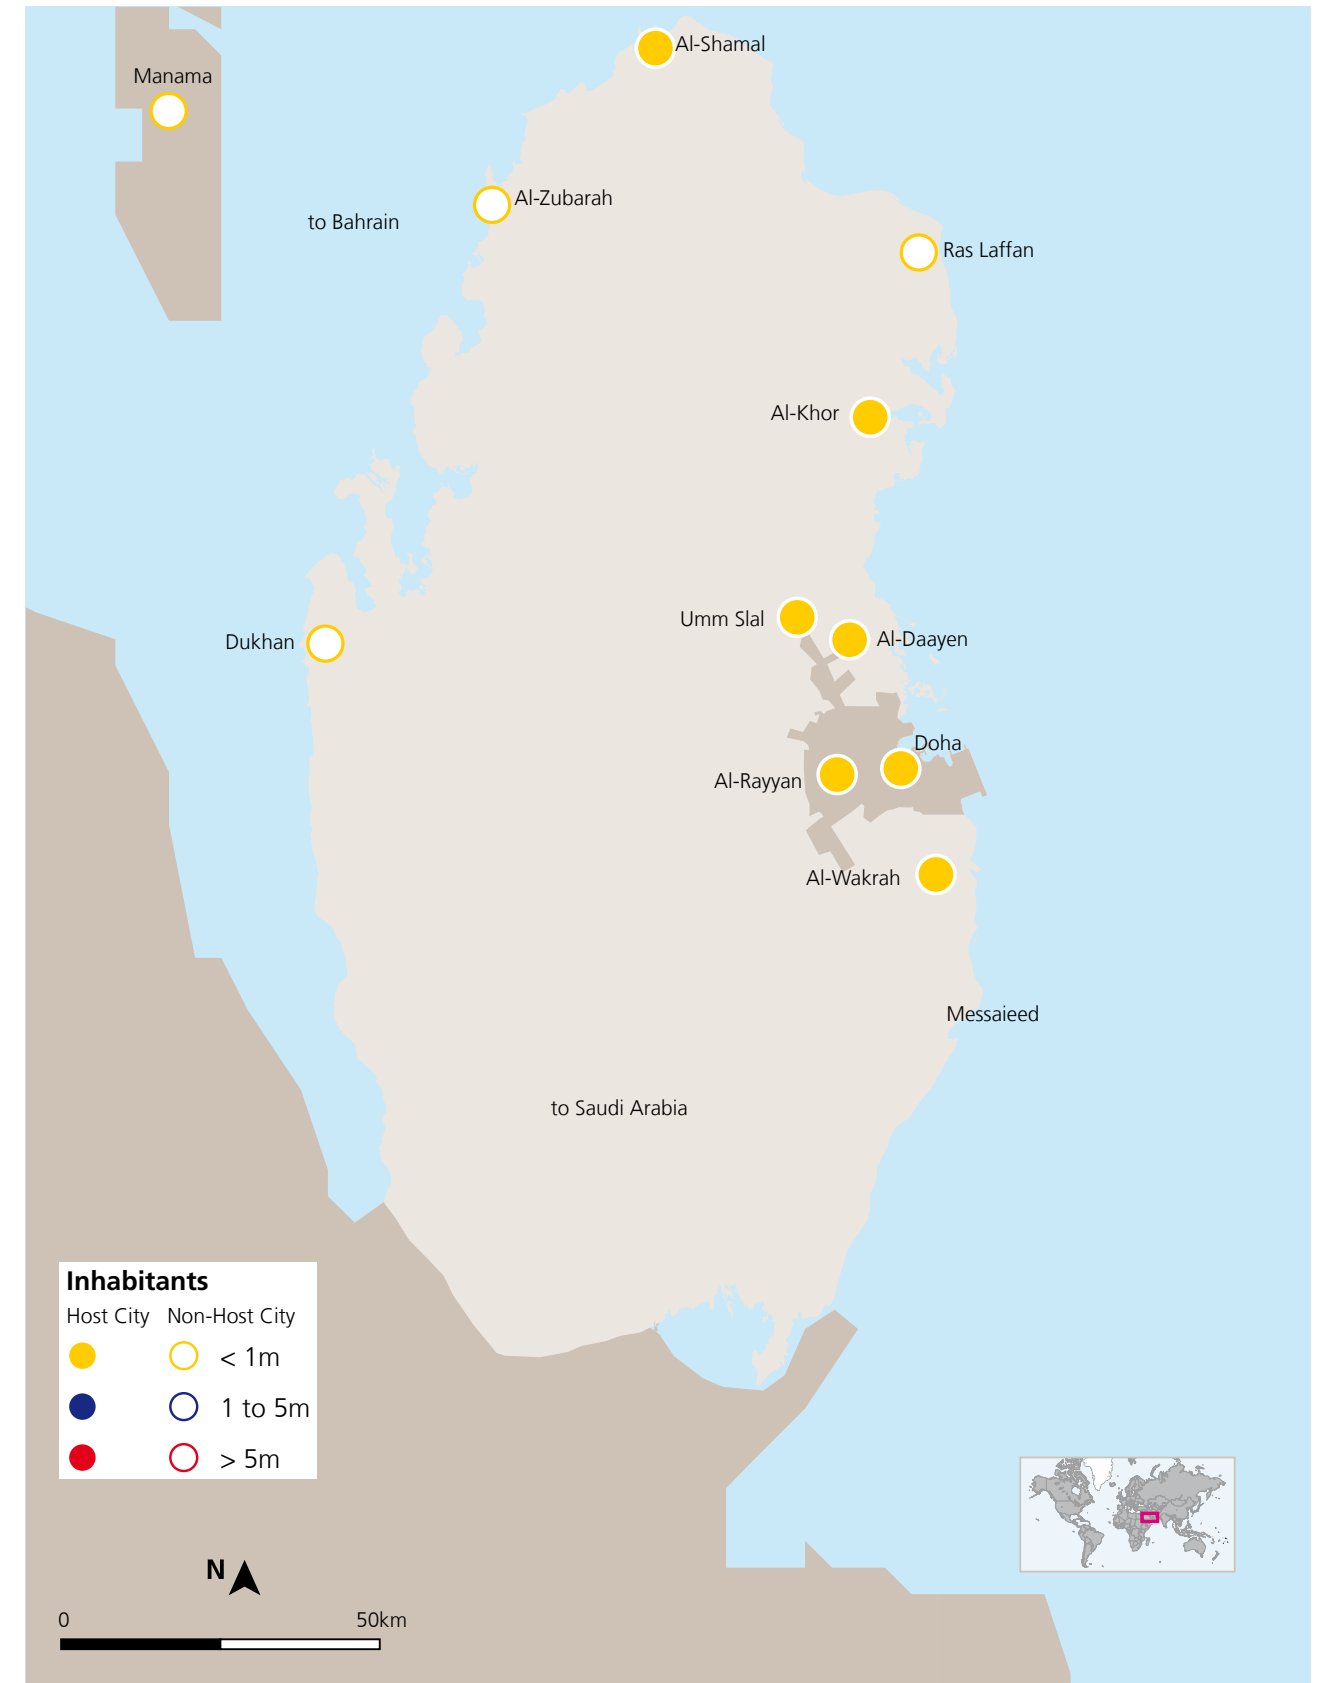 Al-Shamal
Manama
Al-Zubarah
to Bahrain
Ras Laffan
Al-Khor
Umm Slal
Al-Daayen
Dukhan
Doha
Al-Rayyan
Al-Wakrah
Messaieed
to Saudi Arabia
Inhabitants
Host City Non-Host City
< 1m
1 to 5m
> 5m
N
0 50km